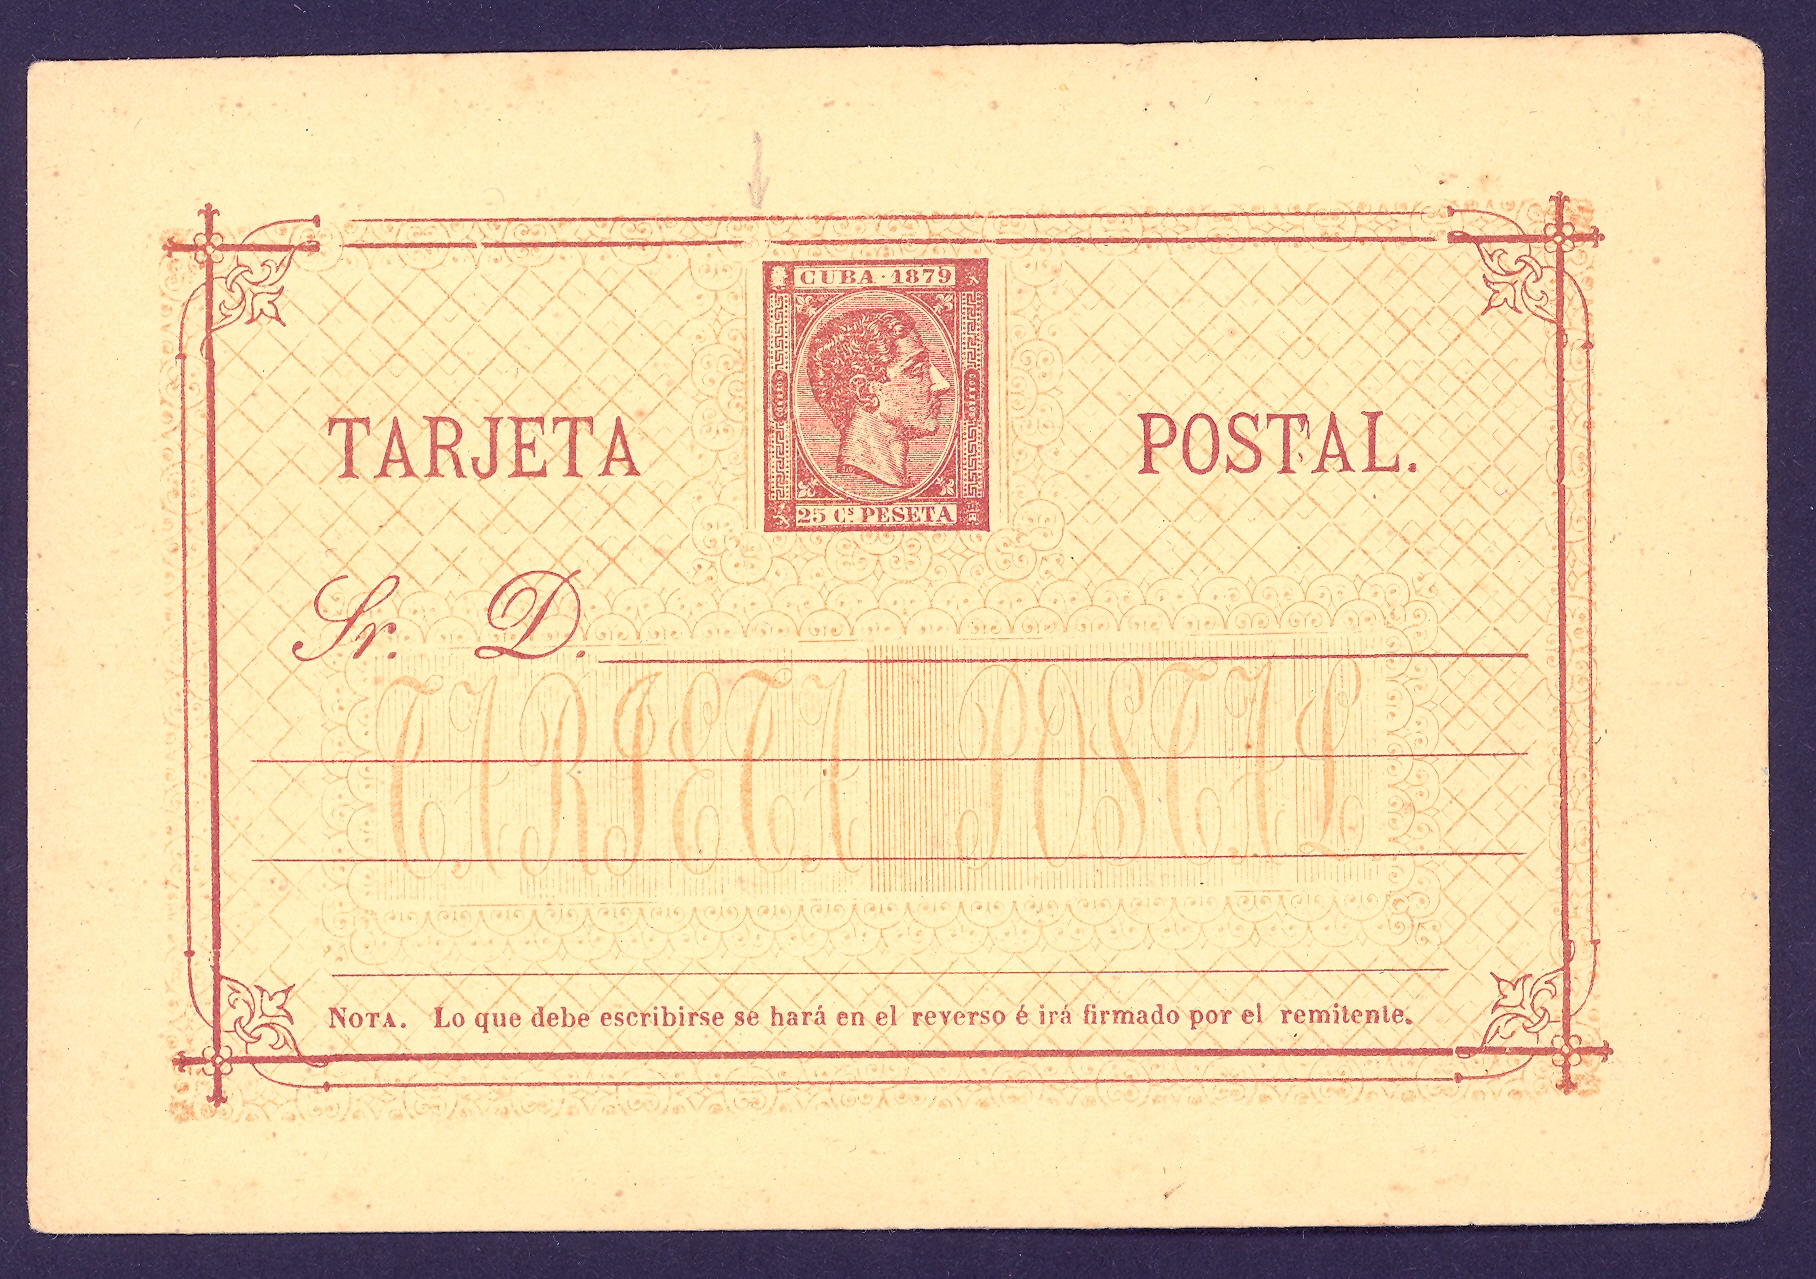 CUBA · 1879
25 Cs PESETA
TARJETA POSTAL.
Sr. D.
TARJETA POSTAL
NOTA. Lo que debe escribirse se hará en el reverso é irá firmado por el remitente.